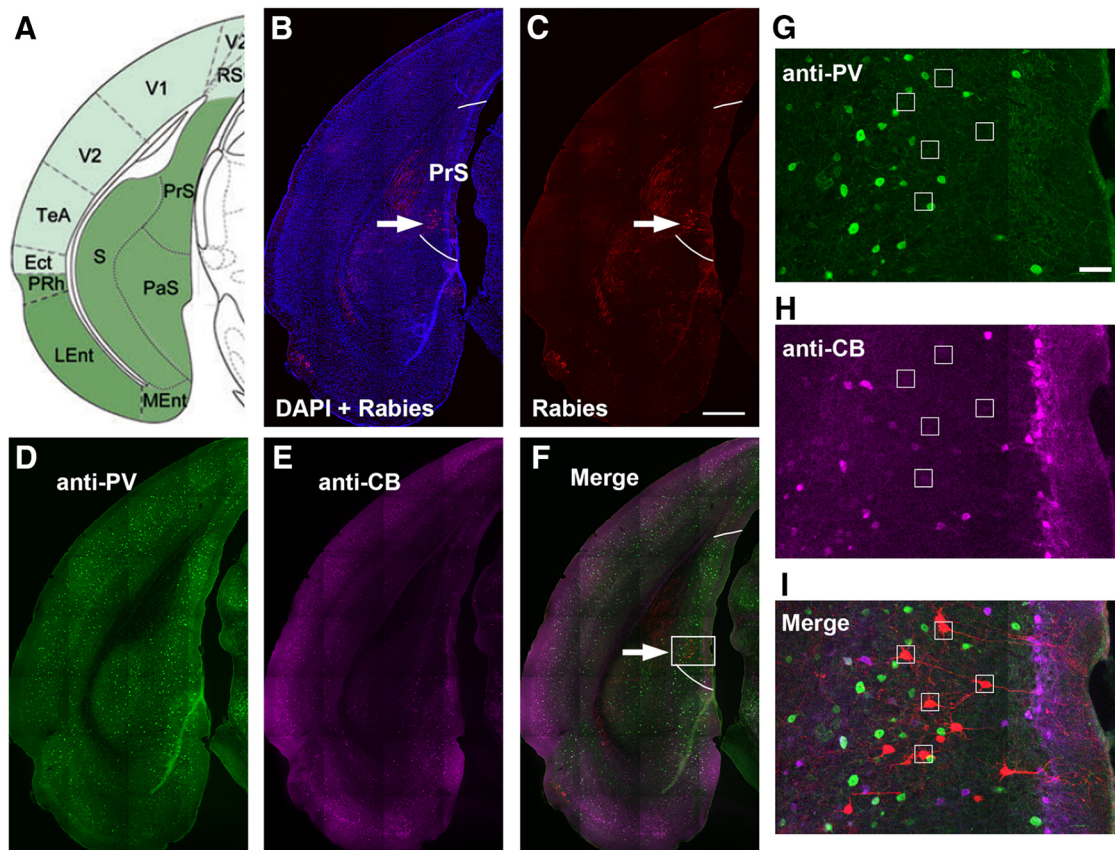 A
V2
RS
V1
V2
PrS
TeA
S
Ect
PRh
PaS
LEnt
MEnt
B
PrS
DAPI + Rabies
C
Rabies
D
anti-PV
E
anti-CB
F
Merge
G
anti-PV
H
anti-CB
I
Merge